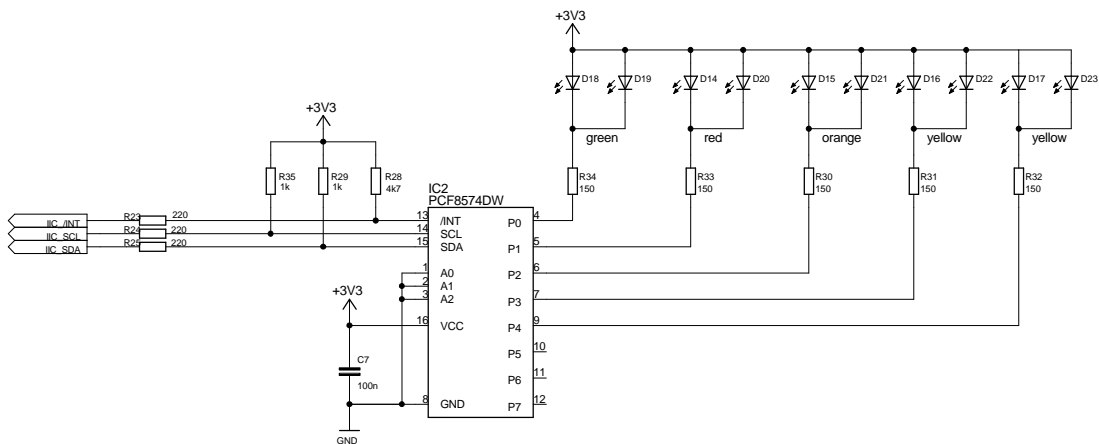 +3V3
D18 D19 D14 D20 D15 D21 D16 D22 D17 D23
green red orange yellow yellow
+3V3
R35 1k
R29 1k
R28 4k7
R34 150
R33 150
R30 150
R31 150
R32 150
IC2
PCF8574DW
IIC_/INT R23 220 13 /INT P0 4
IIC_SCL R24 220 14 SCL
IIC_SDA R25 220 15 SDA P1 5
1 A0 P2 6
2 A1
3 A2 P3 7
+3V3
16 VCC P4 9
P5 10
C7
100n
P6 11
8 GND P7 12
GND